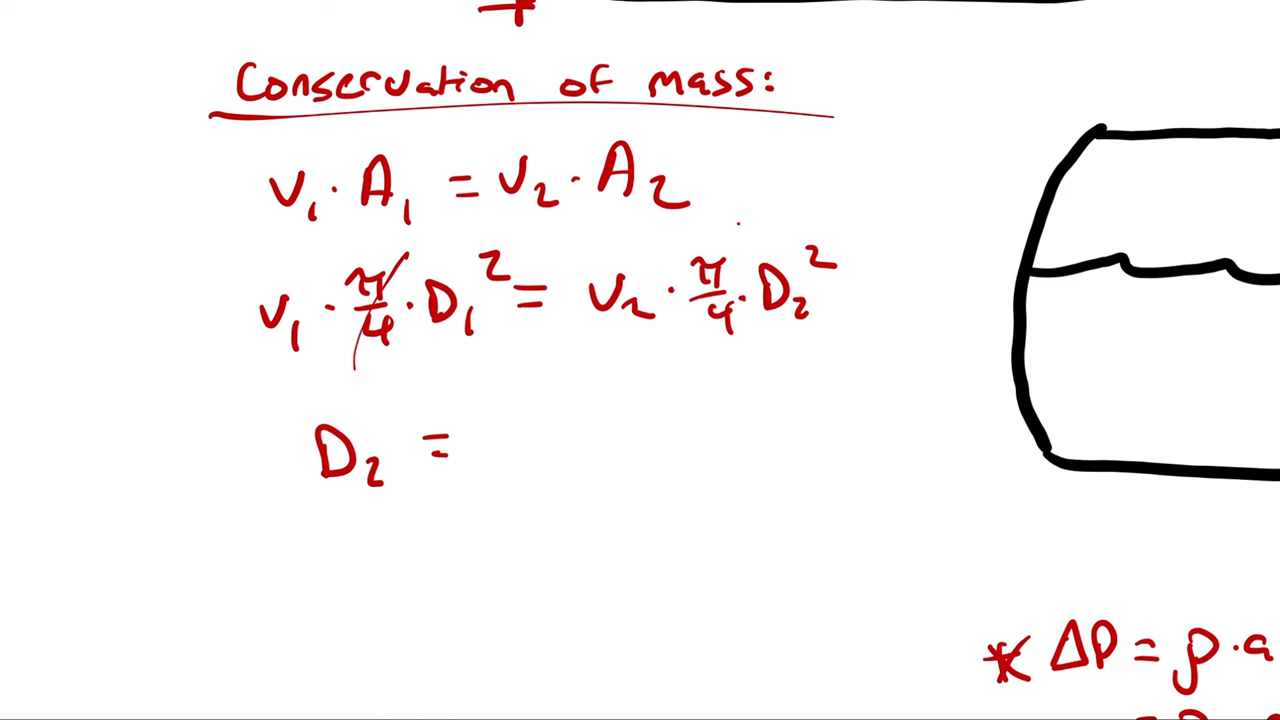 Conservation of mass:
v₁ · A₁ = v₂ · A₂
v₁ · π/4 · D₁² = v₂ · π/4 · D₂²
D₂ =
* ΔP = ρ · a